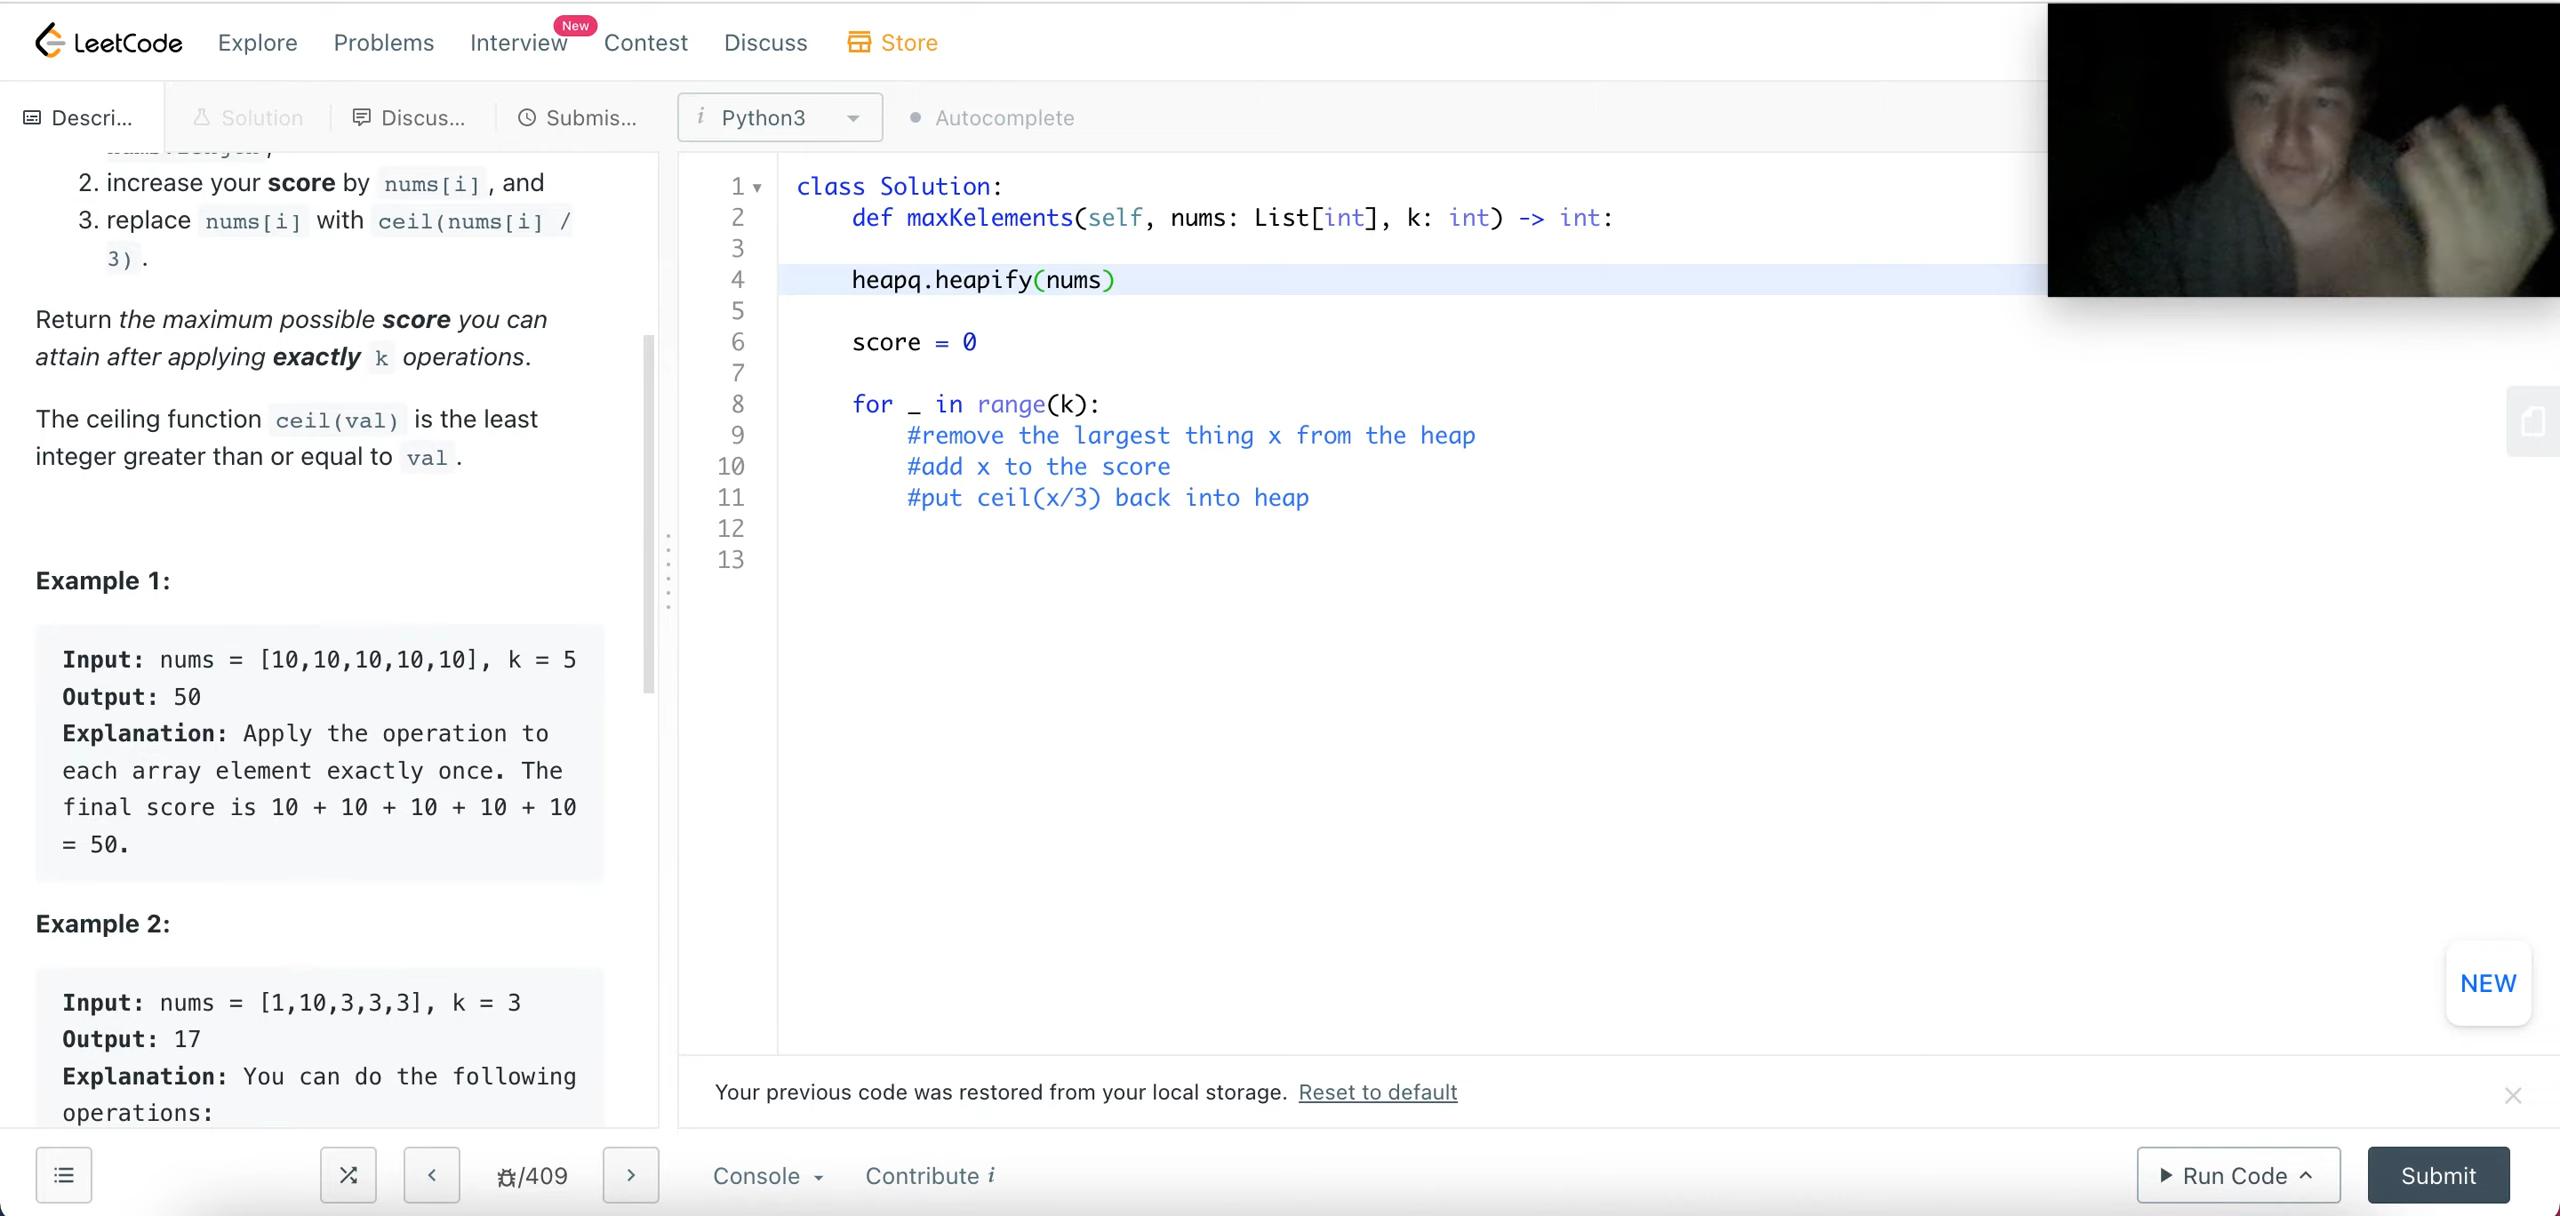 LeetCode Explore Problems Interview New Contest Discuss Store
Descri... Solution Discus... Submis... i Python3 Autocomplete
2. increase your score by nums[i] , and
3. replace nums[i] with ceil(nums[i] /
3) .
Return the maximum possible score you can
attain after applying exactly k operations.
The ceiling function ceil(val) is the least
integer greater than or equal to val .
Example 1:
Input: nums = [10,10,10,10,10], k = 5
Output: 50
Explanation: Apply the operation to
each array element exactly once. The
final score is 10 + 10 + 10 + 10 + 10
= 50.
Example 2:
Input: nums = [1,10,3,3,3], k = 3
Output: 17
Explanation: You can do the following
operations:
1 class Solution:
2 def maxKelements(self, nums: List[int], k: int) -> int:
3
4 heapq.heapify(nums)
5
6 score = 0
7
8 for _ in range(k):
9 #remove the largest thing x from the heap
10 #add x to the score
11 #put ceil(x/3) back into heap
12
13
NEW
Your previous code was restored from your local storage. Reset to default
/409 Console Contribute i Run Code Submit